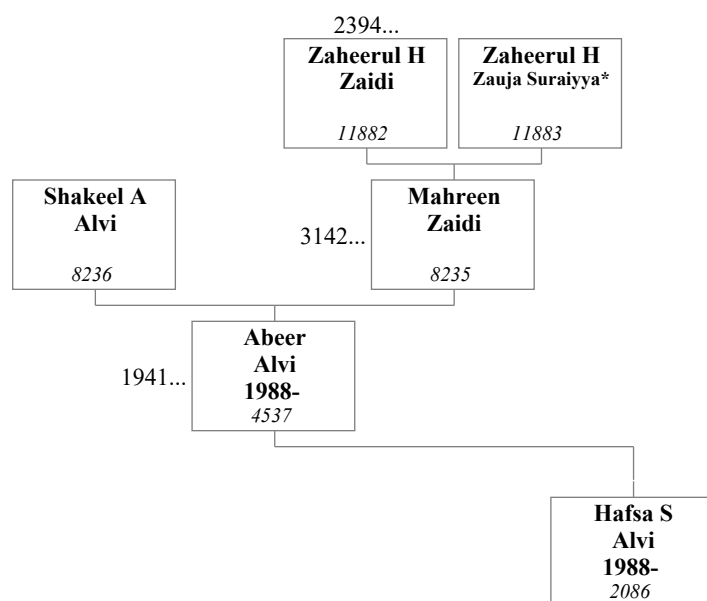 2394...
Zaheerul H
Zaidi
11882
Zaheerul H
Zauja Suraiyya*
11883
Shakeel A
Alvi
8236
3142...
Mahreen
Zaidi
8235
1941...
Abeer
Alvi
1988-
4537
Hafsa S
Alvi
1988-
2086